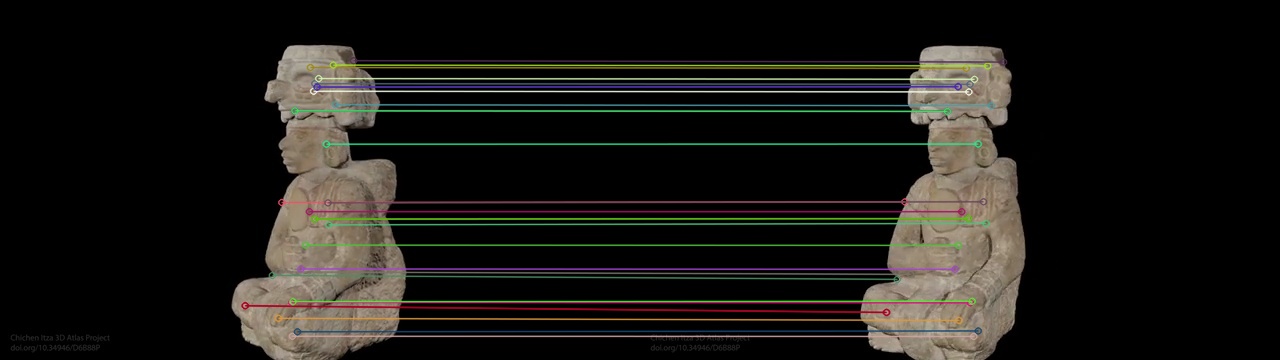 Chichen Itza 3D Atlas Project
doi.org/10.34946/D6B88P
Chichen Itza 3D Atlas Project
doi.org/10.34946/D6B88P